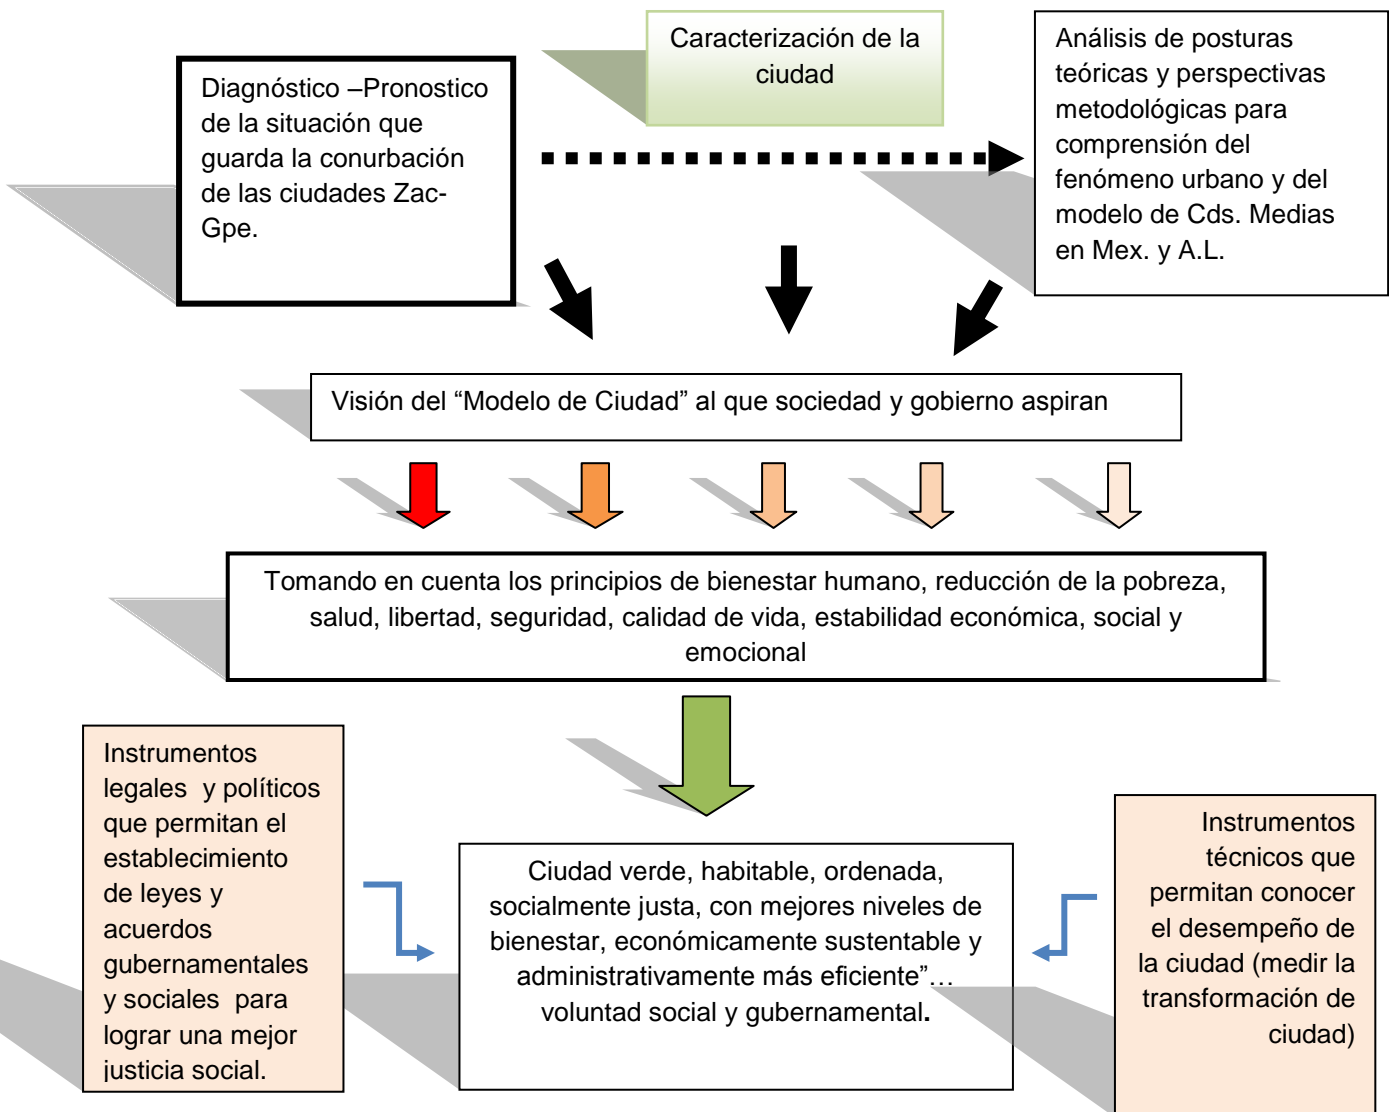 Diagnóstico –Pronostico
de la situación que
guarda la conurbación
de las ciudades Zac-
Gpe.
Caracterización de la
ciudad
Análisis de posturas
teóricas y perspectivas
metodológicas para
comprensión del
fenómeno urbano y del
modelo de Cds. Medias
en Mex. y A.L.
Visión del “Modelo de Ciudad” al que sociedad y gobierno aspiran
Tomando en cuenta los principios de bienestar humano, reducción de la pobreza,
salud, libertad, seguridad, calidad de vida, estabilidad económica, social y
emocional
Instrumentos
legales y políticos
que permitan el
establecimiento
de leyes y
acuerdos
gubernamentales
y sociales para
lograr una mejor
justicia social.
Ciudad verde, habitable, ordenada,
socialmente justa, con mejores niveles de
bienestar, económicamente sustentable y
administrativamente más eficiente”…
voluntad social y gubernamental.
Instrumentos
técnicos que
permitan conocer
el desempeño de
la ciudad (medir la
transformación de
ciudad)